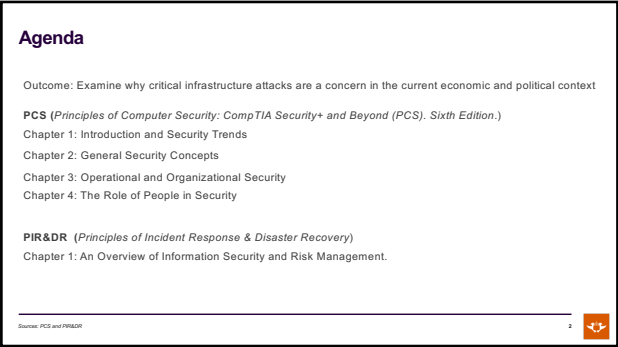 Agenda
Outcome: Examine why critical infrastructure attacks are a concern in the current economic and political context
PCS (Principles of Computer Security: CompTIA Security+ and Beyond (PCS). Sixth Edition.)
Chapter 1: Introduction and Security Trends
Chapter 2: General Security Concepts
Chapter 3: Operational and Organizational Security
Chapter 4: The Role of People in Security
PIR&DR (Principles of Incident Response & Disaster Recovery)
Chapter 1: An Overview of Information Security and Risk Management.
Sources: PCS and PIR&DR
2